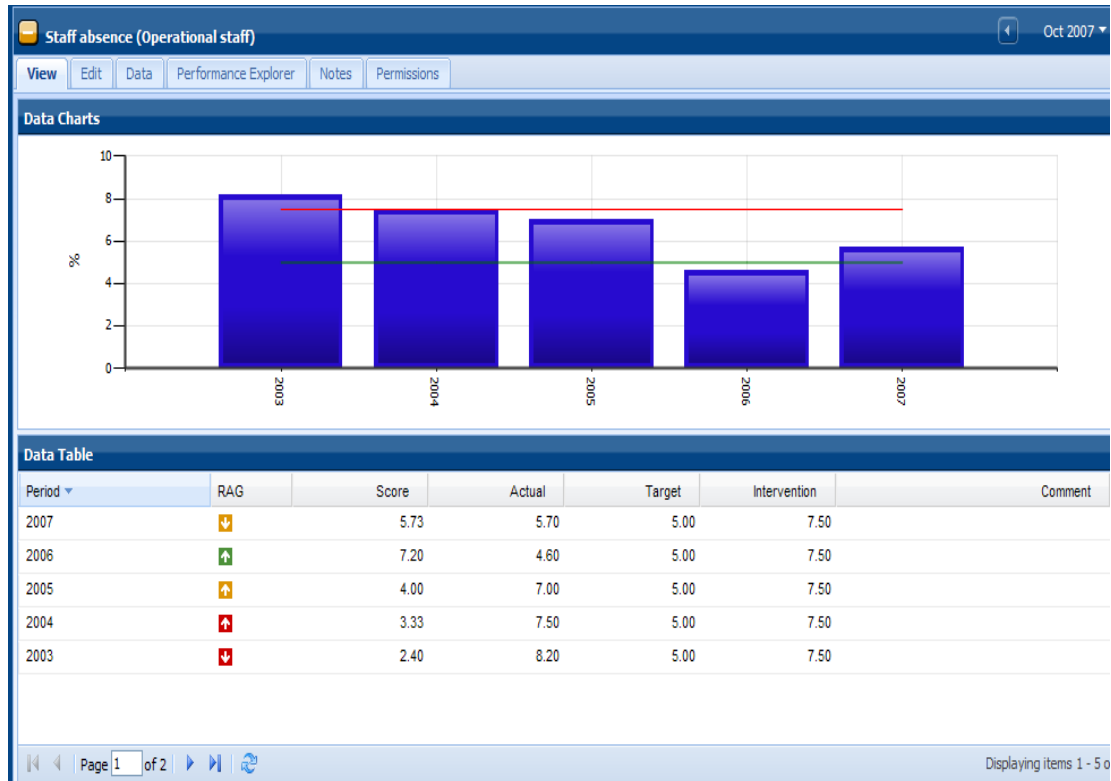 Staff absence (Operational staff) Oct 2007
View Edit Data Performance Explorer Notes Permissions
Data Charts
10
8
6
4
2
0
%
2003 2004 2005 2006 2007
Data Table
Period RAG Score Actual Target Intervention Comment
2007 5.73 5.70 5.00 7.50
2006 7.20 4.60 5.00 7.50
2005 4.00 7.00 5.00 7.50
2004 3.33 7.50 5.00 7.50
2003 2.40 8.20 5.00 7.50
Page 1 of 2 Displaying items 1 - 5